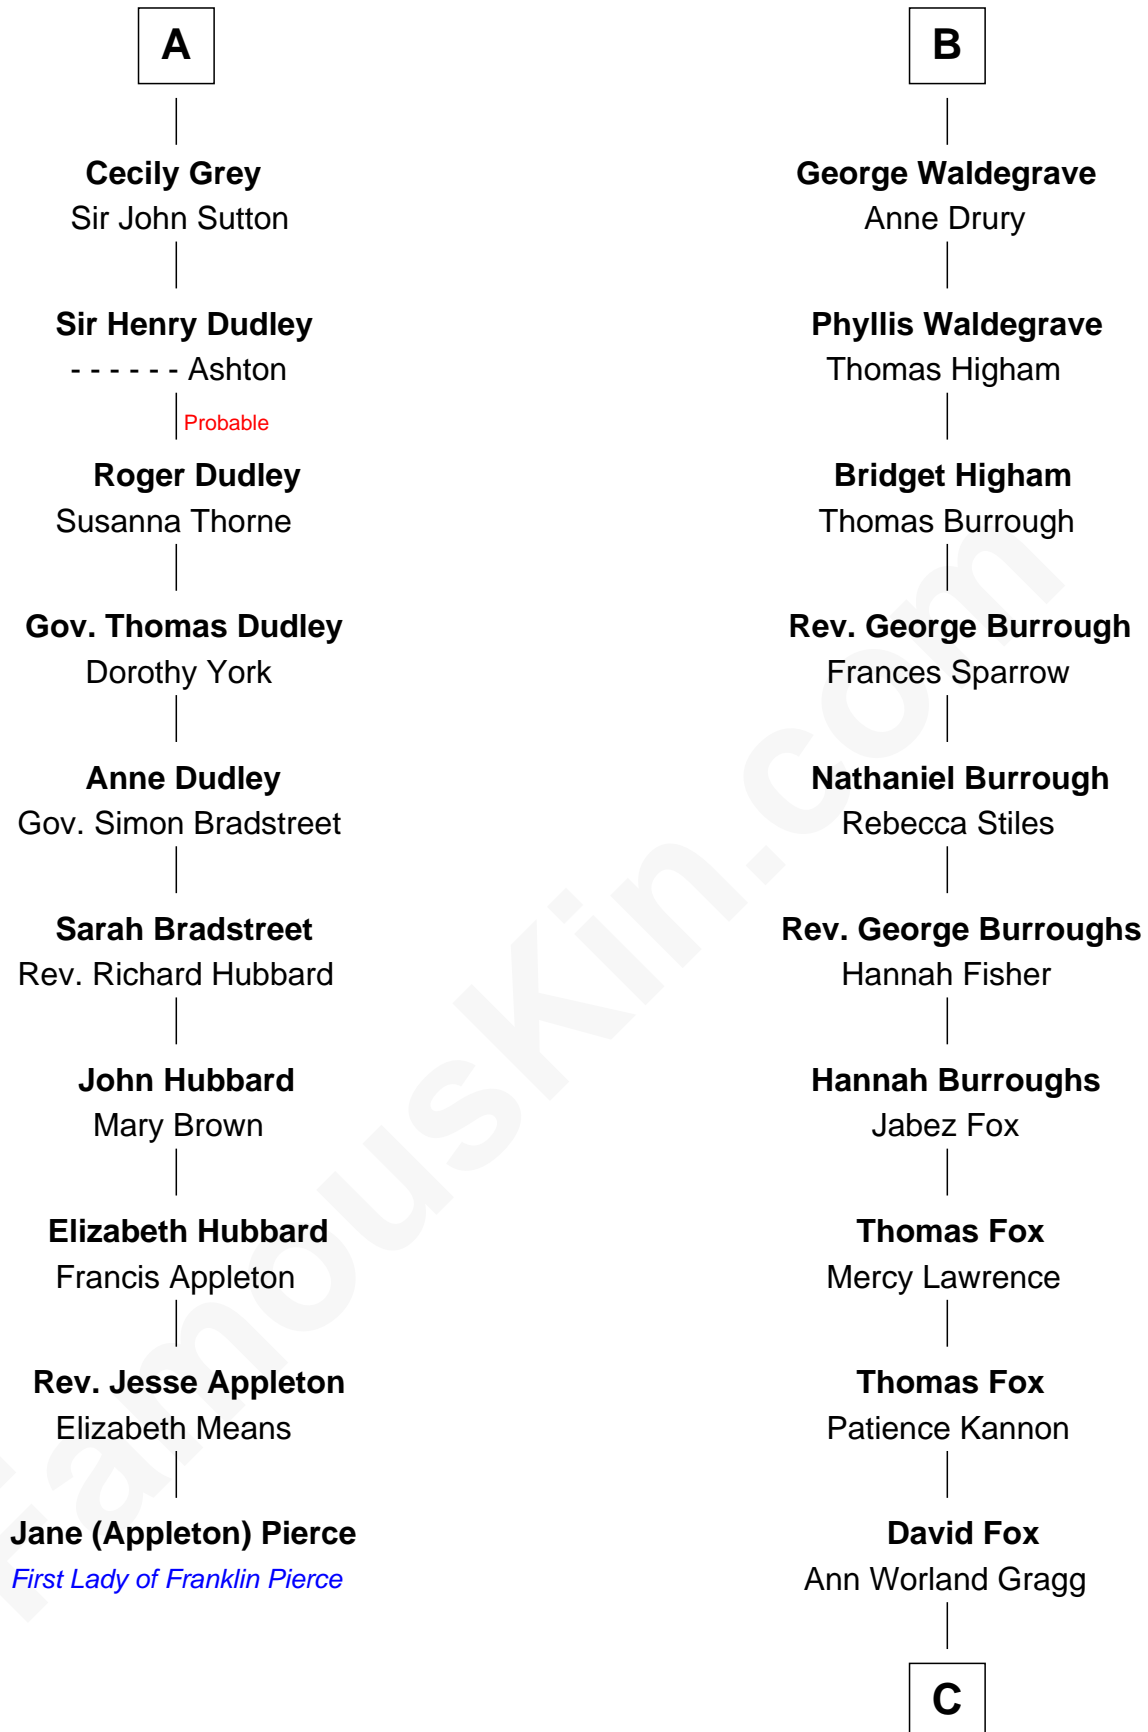 A
Cecily Grey
Sir John Sutton
Sir Henry Dudley
- - - - - - Ashton
Probable
Roger Dudley
Susanna Thorne
Gov. Thomas Dudley
Dorothy York
Anne Dudley
Gov. Simon Bradstreet
Sarah Bradstreet
Rev. Richard Hubbard
John Hubbard
Mary Brown
Elizabeth Hubbard
Francis Appleton
Rev. Jesse Appleton
Elizabeth Means
Jane (Appleton) Pierce
First Lady of Franklin Pierce
B
George Waldegrave
Anne Drury
Phyllis Waldegrave
Thomas Higham
Bridget Higham
Thomas Burrough
Rev. George Burrough
Frances Sparrow
Nathaniel Burrough
Rebecca Stiles
Rev. George Burroughs
Hannah Fisher
Hannah Burroughs
Jabez Fox
Thomas Fox
Mercy Lawrence
Thomas Fox
Patience Kannon
David Fox
Ann Worland Gragg
C
FamousKin.com